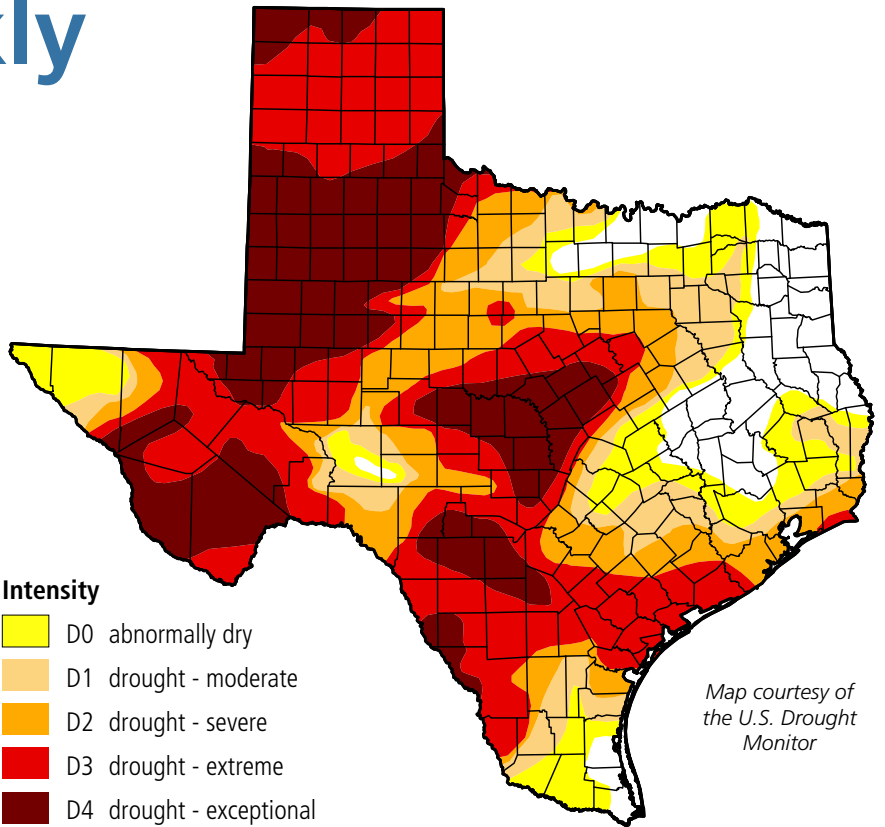 Intensity
D0 abnormally dry
D1 drought - moderate
D2 drought - severe
D3 drought - extreme
D4 drought - exceptional
Map courtesy of
the U.S. Drought
Monitor